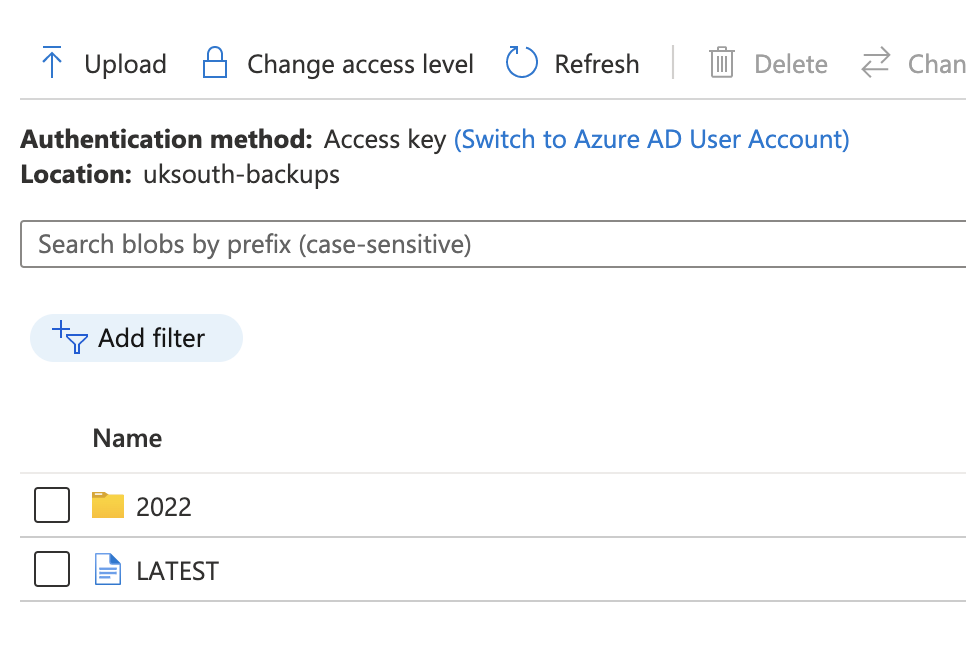 Upload Change access level Refresh Delete Chan
Authentication method: Access key (Switch to Azure AD User Account)
Location: uksouth-backups
Search blobs by prefix (case-sensitive)
Add filter
Name
2022
LATEST